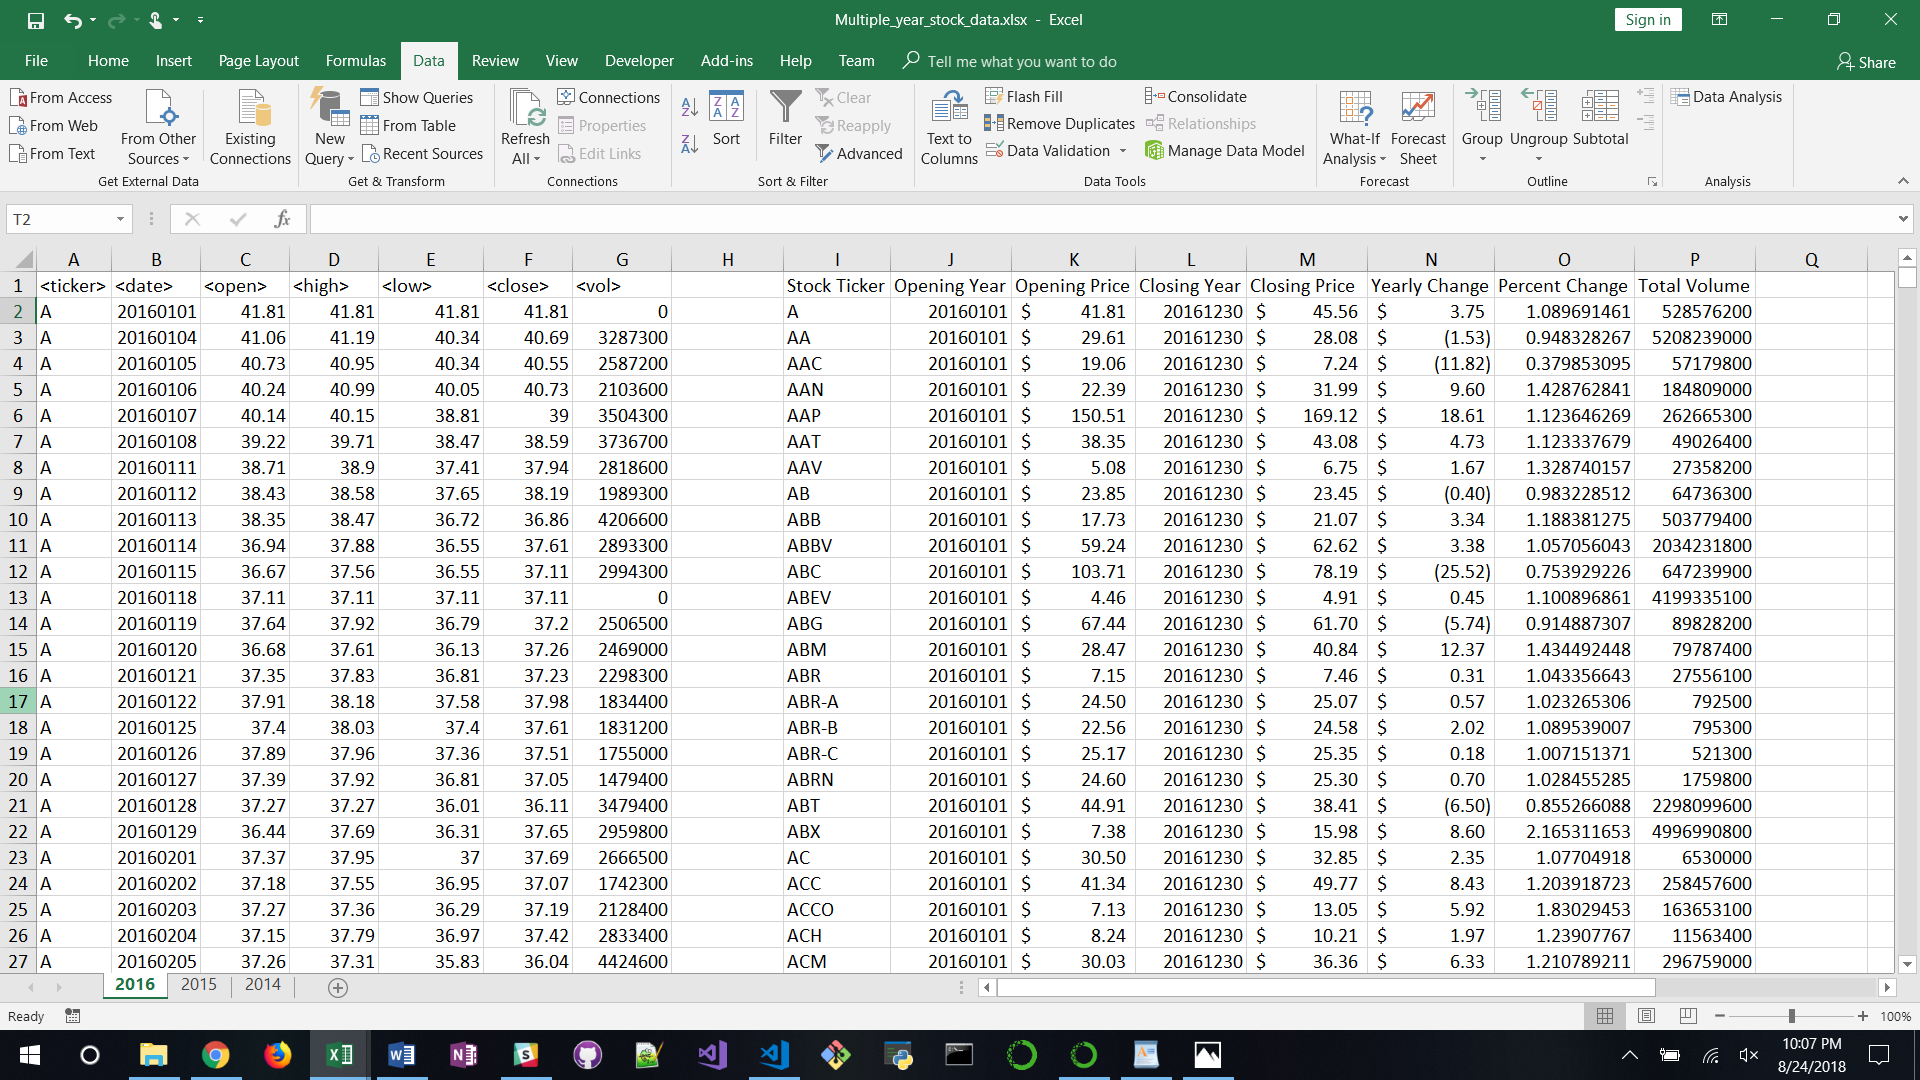 Multiple_year_stock_data.xlsx - Excel
Sign in
File Home Insert Page Layout Formulas Data Review View Developer Add-ins Help Team Tell me what you want to do Share
From Access
From Web
From Text
From Other Sources
Existing Connections
Get External Data
New Query
Show Queries
From Table
Recent Sources
Get & Transform
Refresh All
Connections
Properties
Edit Links
Connections
Sort
Filter
Clear
Reapply
Advanced
Sort & Filter
Text to Columns
Flash Fill
Remove Duplicates
Data Validation
Consolidate
Relationships
Manage Data Model
Data Tools
What-If Analysis
Forecast Sheet
Forecast
Group
Ungroup
Subtotal
Outline
Data Analysis
Analysis
T2 fx
A B C D E F G H I J K L M N O P Q
1 <ticker> <date> <open> <high> <low> <close> <vol> Stock Ticker Opening Year Opening Price Closing Year Closing Price Yearly Change Percent Change Total Volume
2 A 20160101 41.81 41.81 41.81 41.81 0 A 20160101 $ 41.81 20161230 $ 45.56 $ 3.75 1.089691461 528576200
3 A 20160104 41.06 41.19 40.34 40.69 3287300 AA 20160101 $ 29.61 20161230 $ 28.08 $ (1.53) 0.948328267 5208239000
4 A 20160105 40.73 40.95 40.34 40.55 2587200 AAC 20160101 $ 19.06 20161230 $ 7.24 $ (11.82) 0.379853095 57179800
5 A 20160106 40.24 40.99 40.05 40.73 2103600 AAN 20160101 $ 22.39 20161230 $ 31.99 $ 9.60 1.428762841 184809000
6 A 20160107 40.14 40.15 38.81 39 3504300 AAP 20160101 $ 150.51 20161230 $ 169.12 $ 18.61 1.123646269 262665300
7 A 20160108 39.22 39.71 38.47 38.59 3736700 AAT 20160101 $ 38.35 20161230 $ 43.08 $ 4.73 1.123337679 49026400
8 A 20160111 38.71 38.9 37.41 37.94 2818600 AAV 20160101 $ 5.08 20161230 $ 6.75 $ 1.67 1.328740157 27358200
9 A 20160112 38.43 38.58 37.65 38.19 1989300 AB 20160101 $ 23.85 20161230 $ 23.45 $ (0.40) 0.983228512 64736300
10 A 20160113 38.35 38.47 36.72 36.86 4206600 ABB 20160101 $ 17.73 20161230 $ 21.07 $ 3.34 1.188381275 503779400
11 A 20160114 36.94 37.88 36.55 37.61 2893300 ABBV 20160101 $ 59.24 20161230 $ 62.62 $ 3.38 1.057056043 2034231800
12 A 20160115 36.67 37.56 36.55 37.11 2994300 ABC 20160101 $ 103.71 20161230 $ 78.19 $ (25.52) 0.753929226 647239900
13 A 20160118 37.11 37.11 37.11 37.11 0 ABEV 20160101 $ 4.46 20161230 $ 4.91 $ 0.45 1.100896861 4199335100
14 A 20160119 37.64 37.92 36.79 37.2 2506500 ABG 20160101 $ 67.44 20161230 $ 61.70 $ (5.74) 0.914887307 89828200
15 A 20160120 36.68 37.61 36.13 37.26 2469000 ABM 20160101 $ 28.47 20161230 $ 40.84 $ 12.37 1.434492448 79787400
16 A 20160121 37.35 37.83 36.81 37.23 2298300 ABR 20160101 $ 7.15 20161230 $ 7.46 $ 0.31 1.043356643 27556100
17 A 20160122 37.91 38.18 37.58 37.98 1834400 ABR-A 20160101 $ 24.50 20161230 $ 25.07 $ 0.57 1.023265306 792500
18 A 20160125 37.4 38.03 37.4 37.61 1831200 ABR-B 20160101 $ 22.56 20161230 $ 24.58 $ 2.02 1.089539007 795300
19 A 20160126 37.89 37.96 37.36 37.51 1755000 ABR-C 20160101 $ 25.17 20161230 $ 25.35 $ 0.18 1.007151371 521300
20 A 20160127 37.39 37.92 36.81 37.05 1479400 ABRN 20160101 $ 24.60 20161230 $ 25.30 $ 0.70 1.028455285 1759800
21 A 20160128 37.27 37.27 36.01 36.11 3479400 ABT 20160101 $ 44.91 20161230 $ 38.41 $ (6.50) 0.855266088 2298099600
22 A 20160129 36.44 37.69 36.31 37.65 2959800 ABX 20160101 $ 7.38 20161230 $ 15.98 $ 8.60 2.165311653 4996990800
23 A 20160201 37.37 37.95 37 37.69 2666500 AC 20160101 $ 30.50 20161230 $ 32.85 $ 2.35 1.07704918 6530000
24 A 20160202 37.18 37.55 36.95 37.07 1742300 ACC 20160101 $ 41.34 20161230 $ 49.77 $ 8.43 1.203918723 258457600
25 A 20160203 37.27 37.36 36.29 37.19 2128400 ACCO 20160101 $ 7.13 20161230 $ 13.05 $ 5.92 1.83029453 163653100
26 A 20160204 37.15 37.79 36.97 37.42 2833400 ACH 20160101 $ 8.24 20161230 $ 10.21 $ 1.97 1.23907767 11563400
27 A 20160205 37.26 37.31 35.83 36.04 4424600 ACM 20160101 $ 30.03 20161230 $ 36.36 $ 6.33 1.210789211 296759000
2016 2015 2014
Ready 100%
10:07 PM
8/24/2018